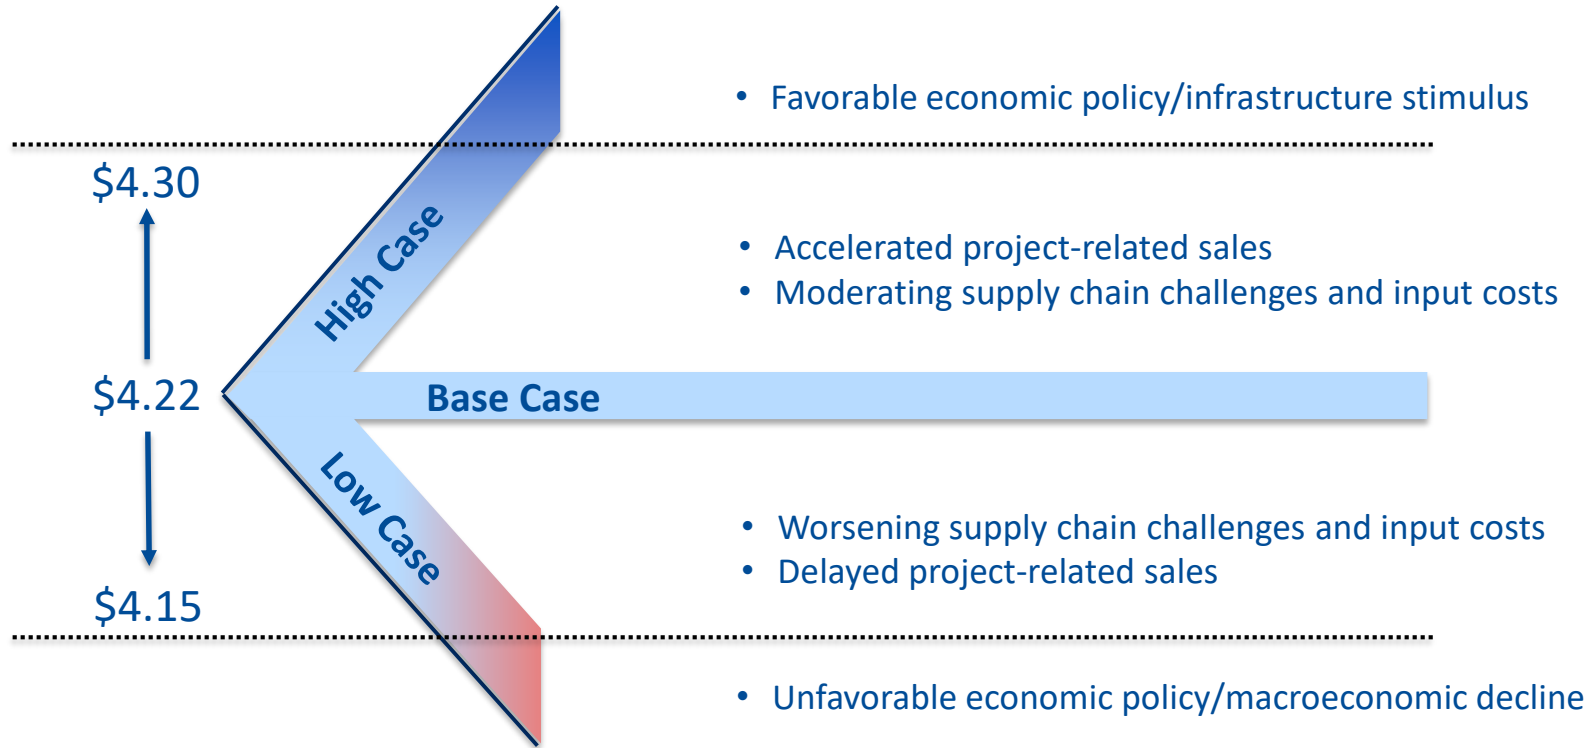 • Favorable economic policy/infrastructure stimulus
$4.30
High Case
• Accelerated project-related sales
• Moderating supply chain challenges and input costs
$4.22
Base Case
Low Case
• Worsening supply chain challenges and input costs
• Delayed project-related sales
$4.15
• Unfavorable economic policy/macroeconomic decline